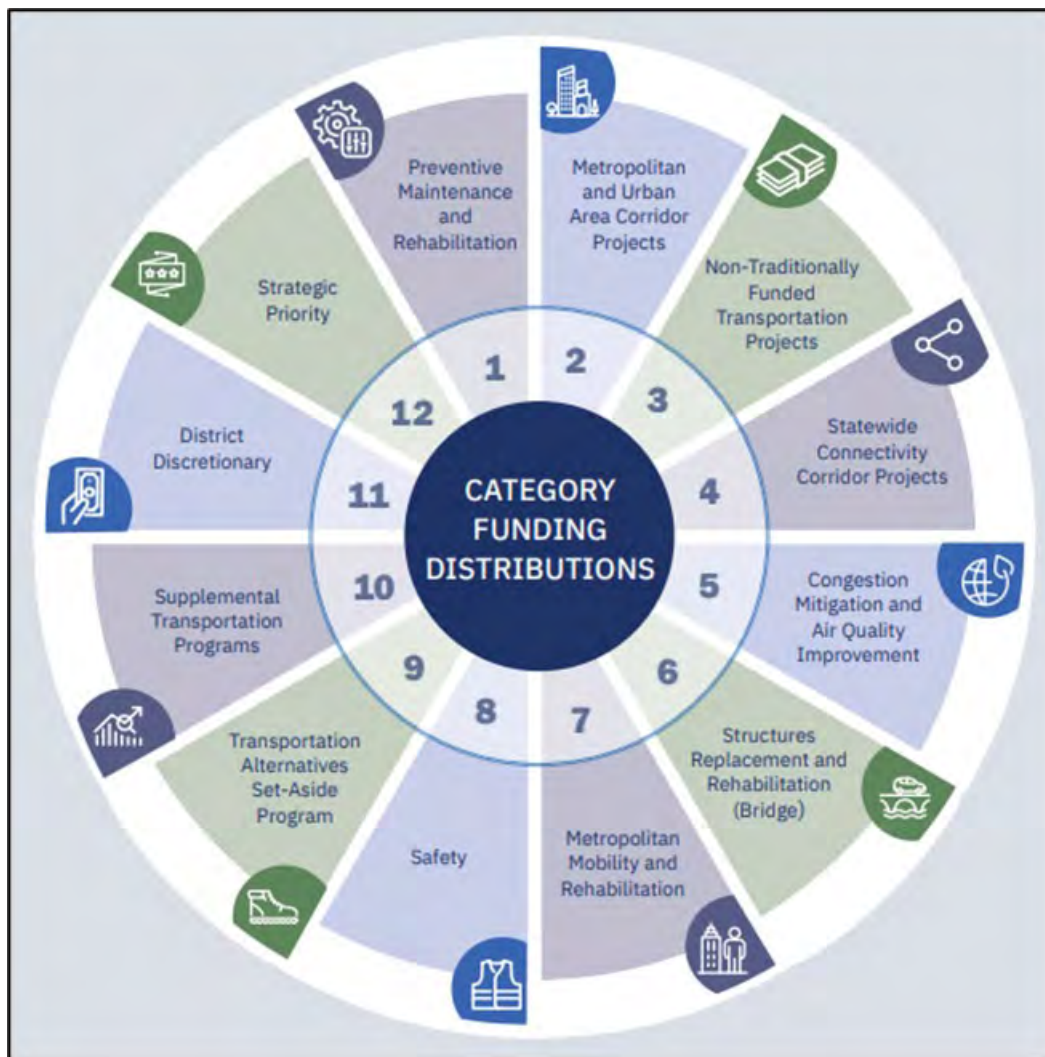 CATEGORY
FUNDING
DISTRIBUTIONS
1
Preventive
Maintenance
and
Rehabilitation
2
Metropolitan
and Urban
Area Corridor
Projects
3
Non-Traditionally
Funded
Transportation
Projects
4
Statewide
Connectivity
Corridor Projects
5
Congestion
Mitigation and
Air Quality
Improvement
6
Structures
Replacement and
Rehabilitation
(Bridge)
7
Metropolitan
Mobility and
Rehabilitation
8
Safety
9
Transportation
Alternatives
Set-Aside
Program
10
Supplemental
Transportation
Programs
11
District
Discretionary
12
Strategic
Priority